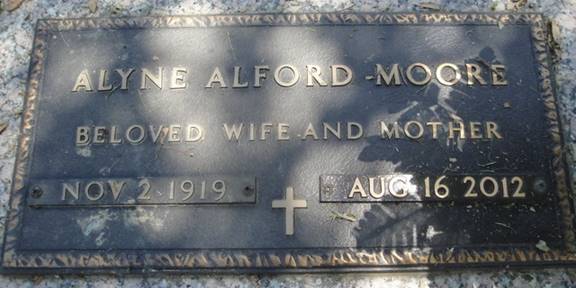 ALYNE ALFORD MOORE
BELOVED WIFE AND MOTHER
NOV 2 1919 AUG 16 2012